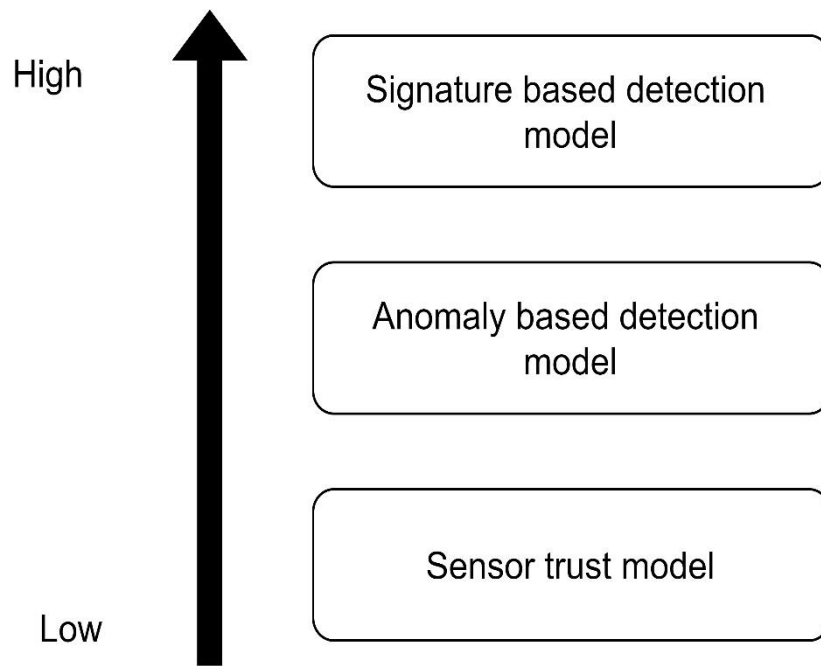 High
Signature based detection
model
Anomaly based detection
model
Sensor trust model
Low